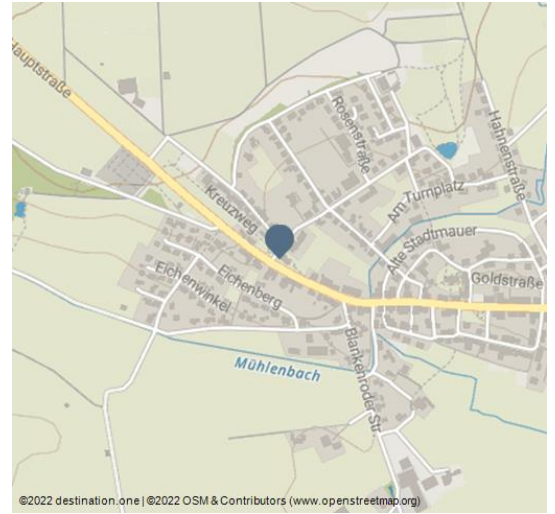 Hauptstraße
Rosenstraße
Hahnenstraße
Kreuzweg
Am Turnplatz
Alte Stadtmauer
Goldstraße
Eichenberg
Eichenwinkel
Mühlenbach
Blankenroder Str
©2022 destination.one | ©2022 OSM & Contributors (www.openstreetmap.org)